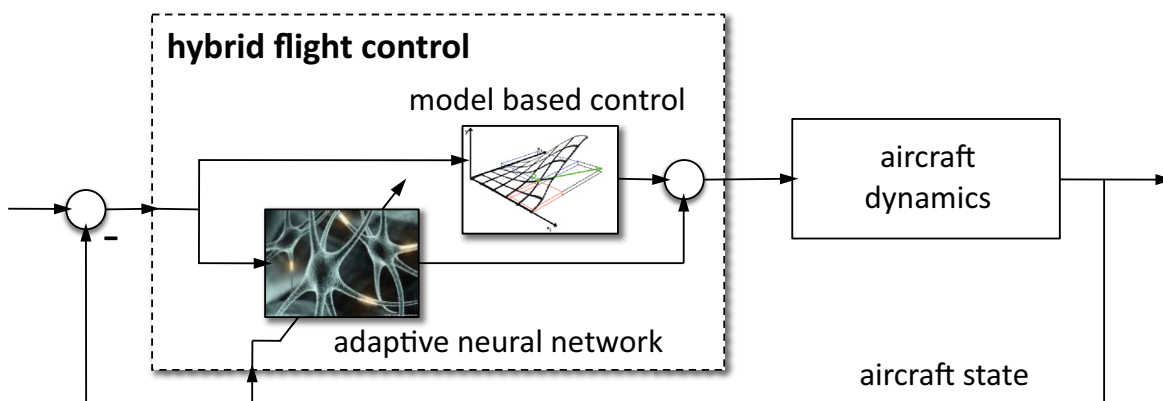 hybrid flight control
model based control
aircraft
dynamics
-
adaptive neural network
aircraft state